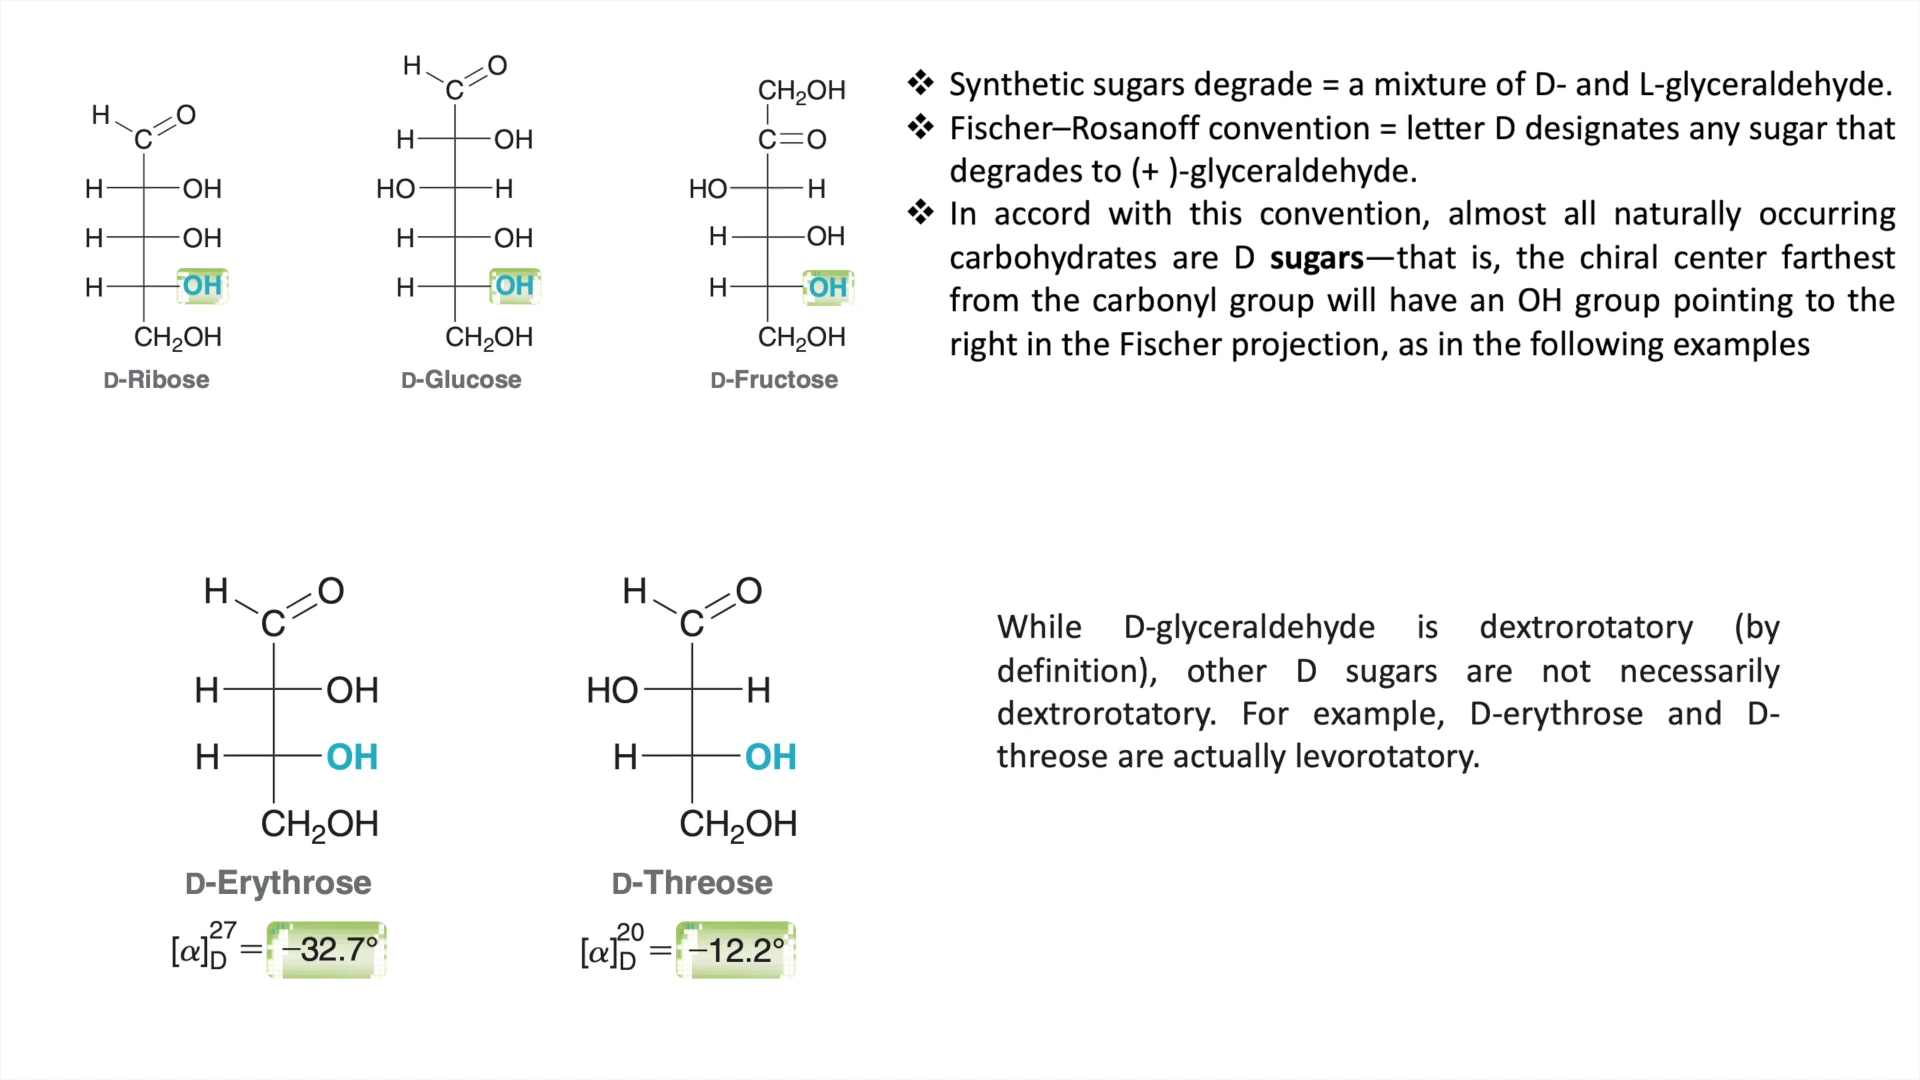 H O
C
H OH
H OH
H OH
CH₂OH
D-Ribose
H O
C
H OH
HO H
H OH
H OH
CH₂OH
D-Glucose
CH₂OH
C=O
HO H
H OH
H OH
CH₂OH
D-Fructose
❖ Synthetic sugars degrade = a mixture of D- and L-glyceraldehyde.
❖ Fischer–Rosanoff convention = letter D designates any sugar that
degrades to (+ )-glyceraldehyde.
❖ In accord with this convention, almost all naturally occurring
carbohydrates are D sugars—that is, the chiral center farthest
from the carbonyl group will have an OH group pointing to the
right in the Fischer projection, as in the following examples
H O
C
H OH
H OH
CH₂OH
D-Erythrose
[α]27D = −32.7°
H O
C
HO H
H OH
CH₂OH
D-Threose
[α]20D = −12.2°
While D-glyceraldehyde is dextrorotatory (by
definition), other D sugars are not necessarily
dextrorotatory. For example, D-erythrose and D-
threose are actually levorotatory.